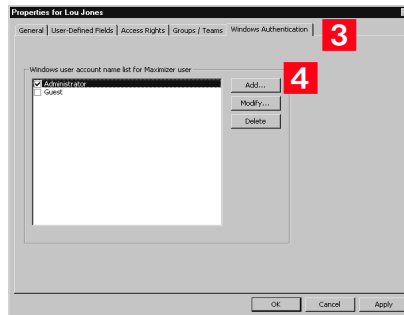 Properties for Lou Jones
General User-Defined Fields Access Rights Groups / Teams Windows Authentication
3
Windows user account name list for Maximizer user
Administrator
Guest
Add...
4
Modify...
Delete
OK Cancel Apply